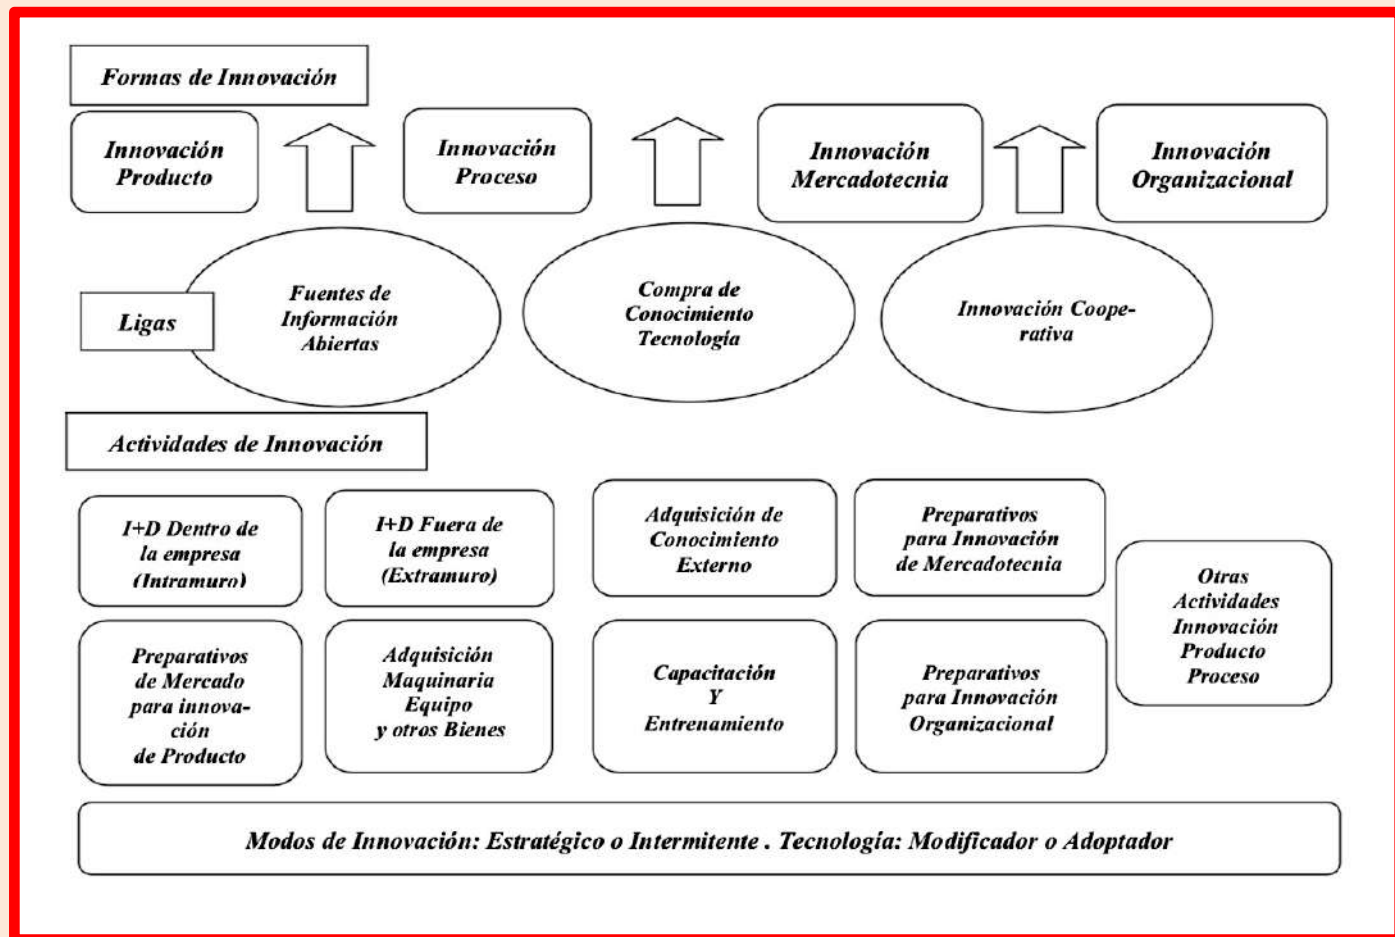 Formas de Innovación
Innovación
Producto
Innovación
Proceso
Innovación
Mercadotecnia
Innovación
Organizacional
Ligas
Fuentes de
Información
Abiertas
Compra de
Conocimiento
Tecnología
Innovación Coope-
rativa
Actividades de Innovación
I+D Dentro de
la empresa
(Intramuro)
I+D Fuera de
la empresa
(Extramuro)
Adquisición de
Conocimiento
Externo
Preparativos
para Innovación
de Mercadotecnia
Otras
Actividades
Innovación
Producto
Proceso
Preparativos
de Mercado
para innova-
ción
de Producto
Adquisición
Maquinaria
Equipo
y otros Bienes
Capacitación
Y
Entrenamiento
Preparativos
para Innovación
Organizacional
Modos de Innovación: Estratégico o Intermitente . Tecnología: Modificador o Adoptador